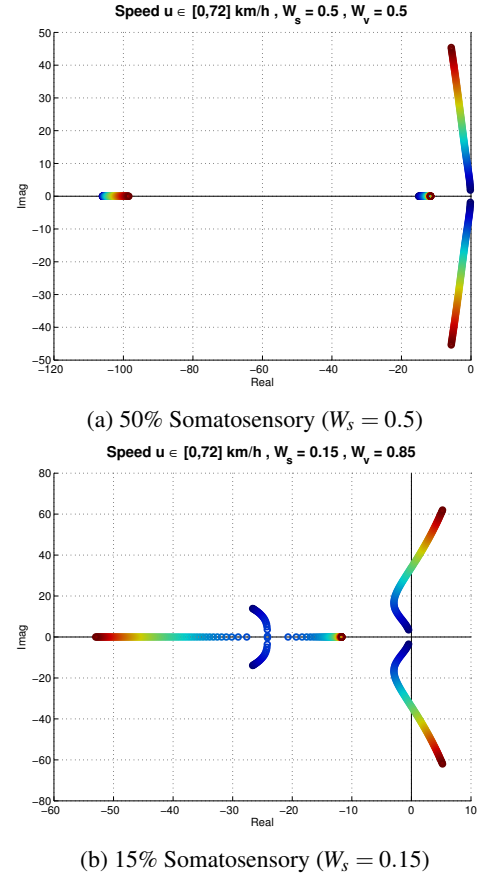 Speed u ∈ [0,72] km/h , W_s = 0.5 , W_v = 0.5
50
40
30
20
10
0
−10
−20
−30
−40
−50
Imag
−120 −100 −80 −60 −40 −20 0
Real
(a) 50% Somatosensory (W_s = 0.5)
Speed u ∈ [0,72] km/h , W_s = 0.15 , W_v = 0.85
80
60
40
20
0
−20
−40
−60
−80
Imag
−60 −50 −40 −30 −20 −10 0 10
Real
(b) 15% Somatosensory (W_s = 0.15)